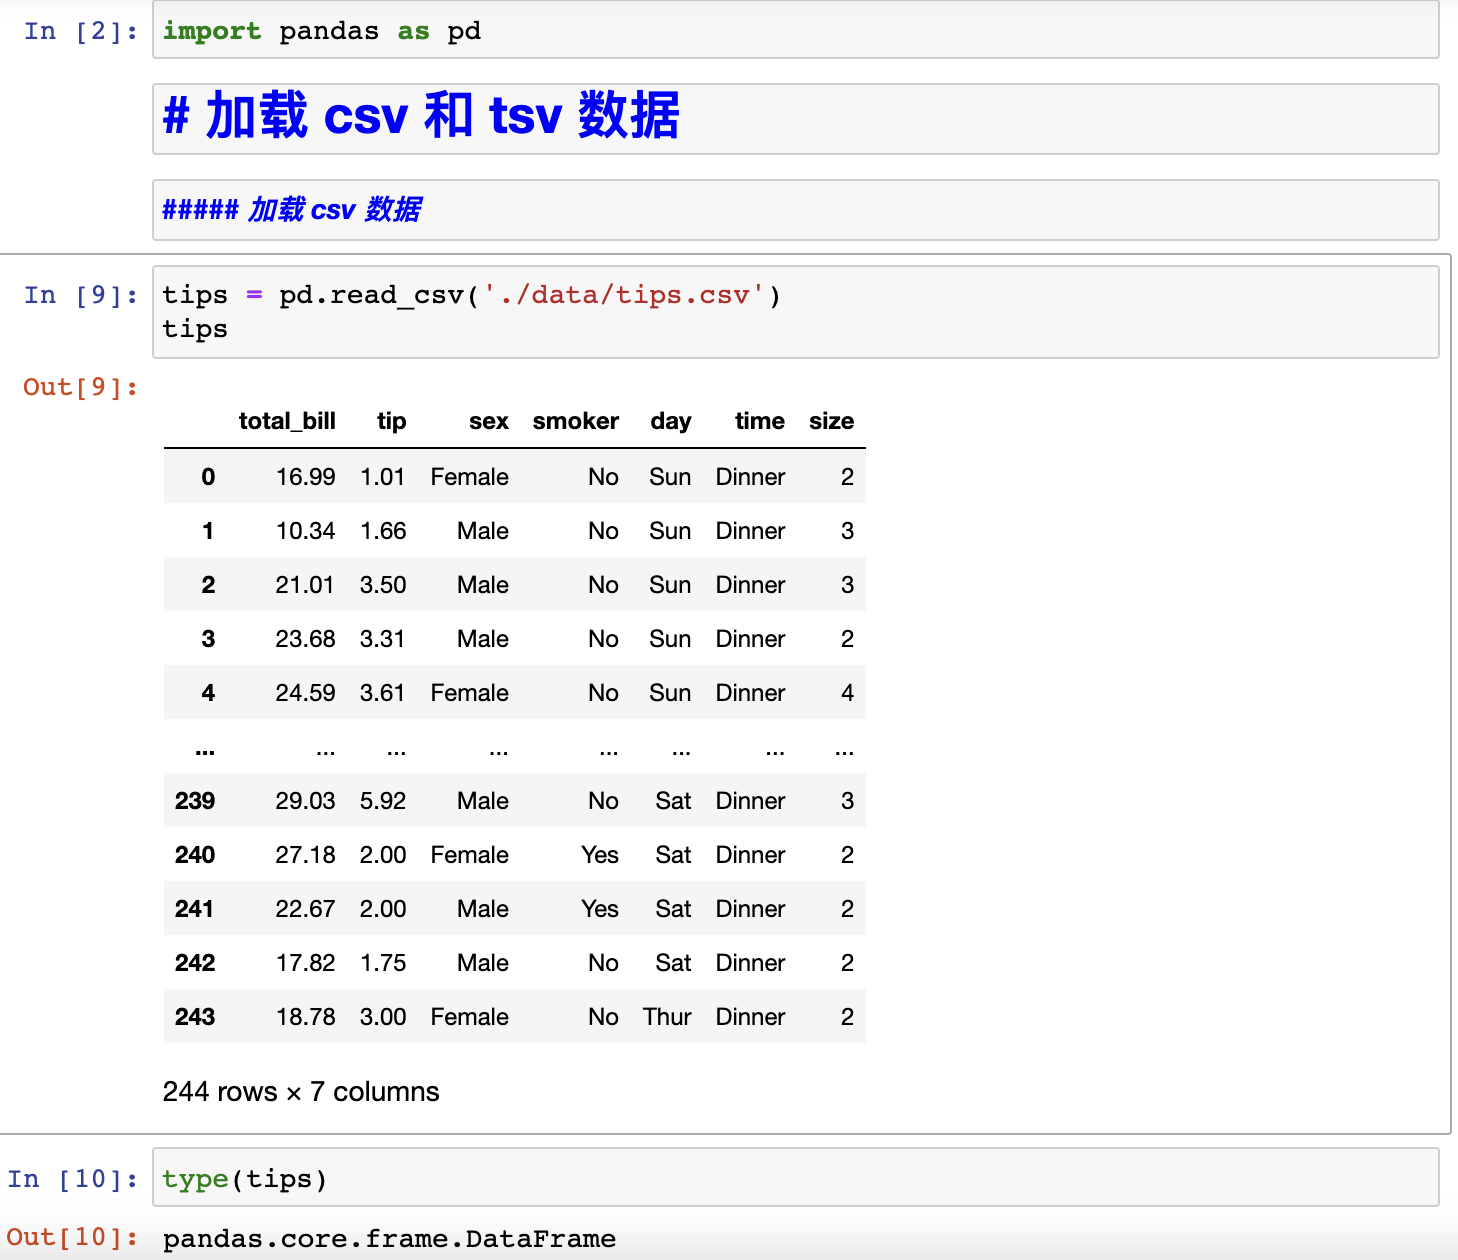 In [2]: import pandas as pd
# 加载 csv 和 tsv 数据
##### 加载 csv 数据
In [9]: tips = pd.read_csv('./data/tips.csv')
tips
Out[9]:
total_bill tip sex smoker day time size
0 16.99 1.01 Female No Sun Dinner 2
1 10.34 1.66 Male No Sun Dinner 3
2 21.01 3.50 Male No Sun Dinner 3
3 23.68 3.31 Male No Sun Dinner 2
4 24.59 3.61 Female No Sun Dinner 4
... ... ... ... ... ... ... ...
239 29.03 5.92 Male No Sat Dinner 3
240 27.18 2.00 Female Yes Sat Dinner 2
241 22.67 2.00 Male Yes Sat Dinner 2
242 17.82 1.75 Male No Sat Dinner 2
243 18.78 3.00 Female No Thur Dinner 2
244 rows × 7 columns
In [10]: type(tips)
Out[10]: pandas.core.frame.DataFrame